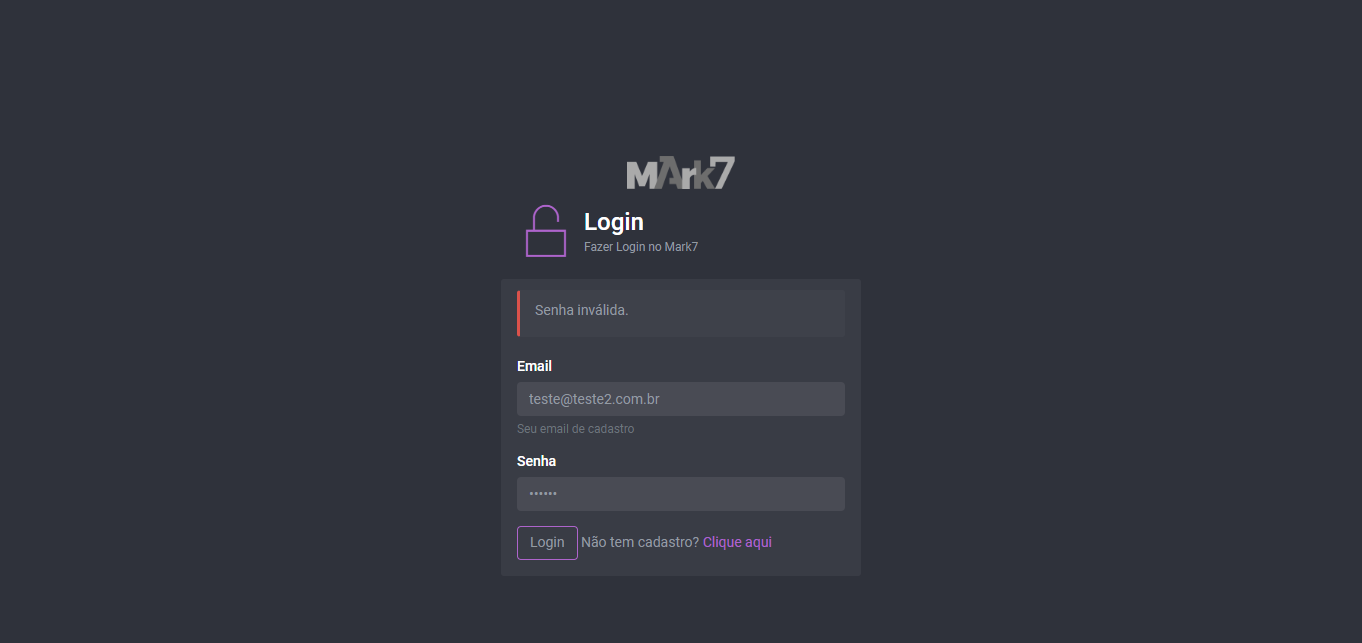 MArk7
Login
Fazer Login no Mark7
Senha inválida.
Email
teste@teste2.com.br
Seu email de cadastro
Senha
••••••
Login Não tem cadastro? Clique aqui